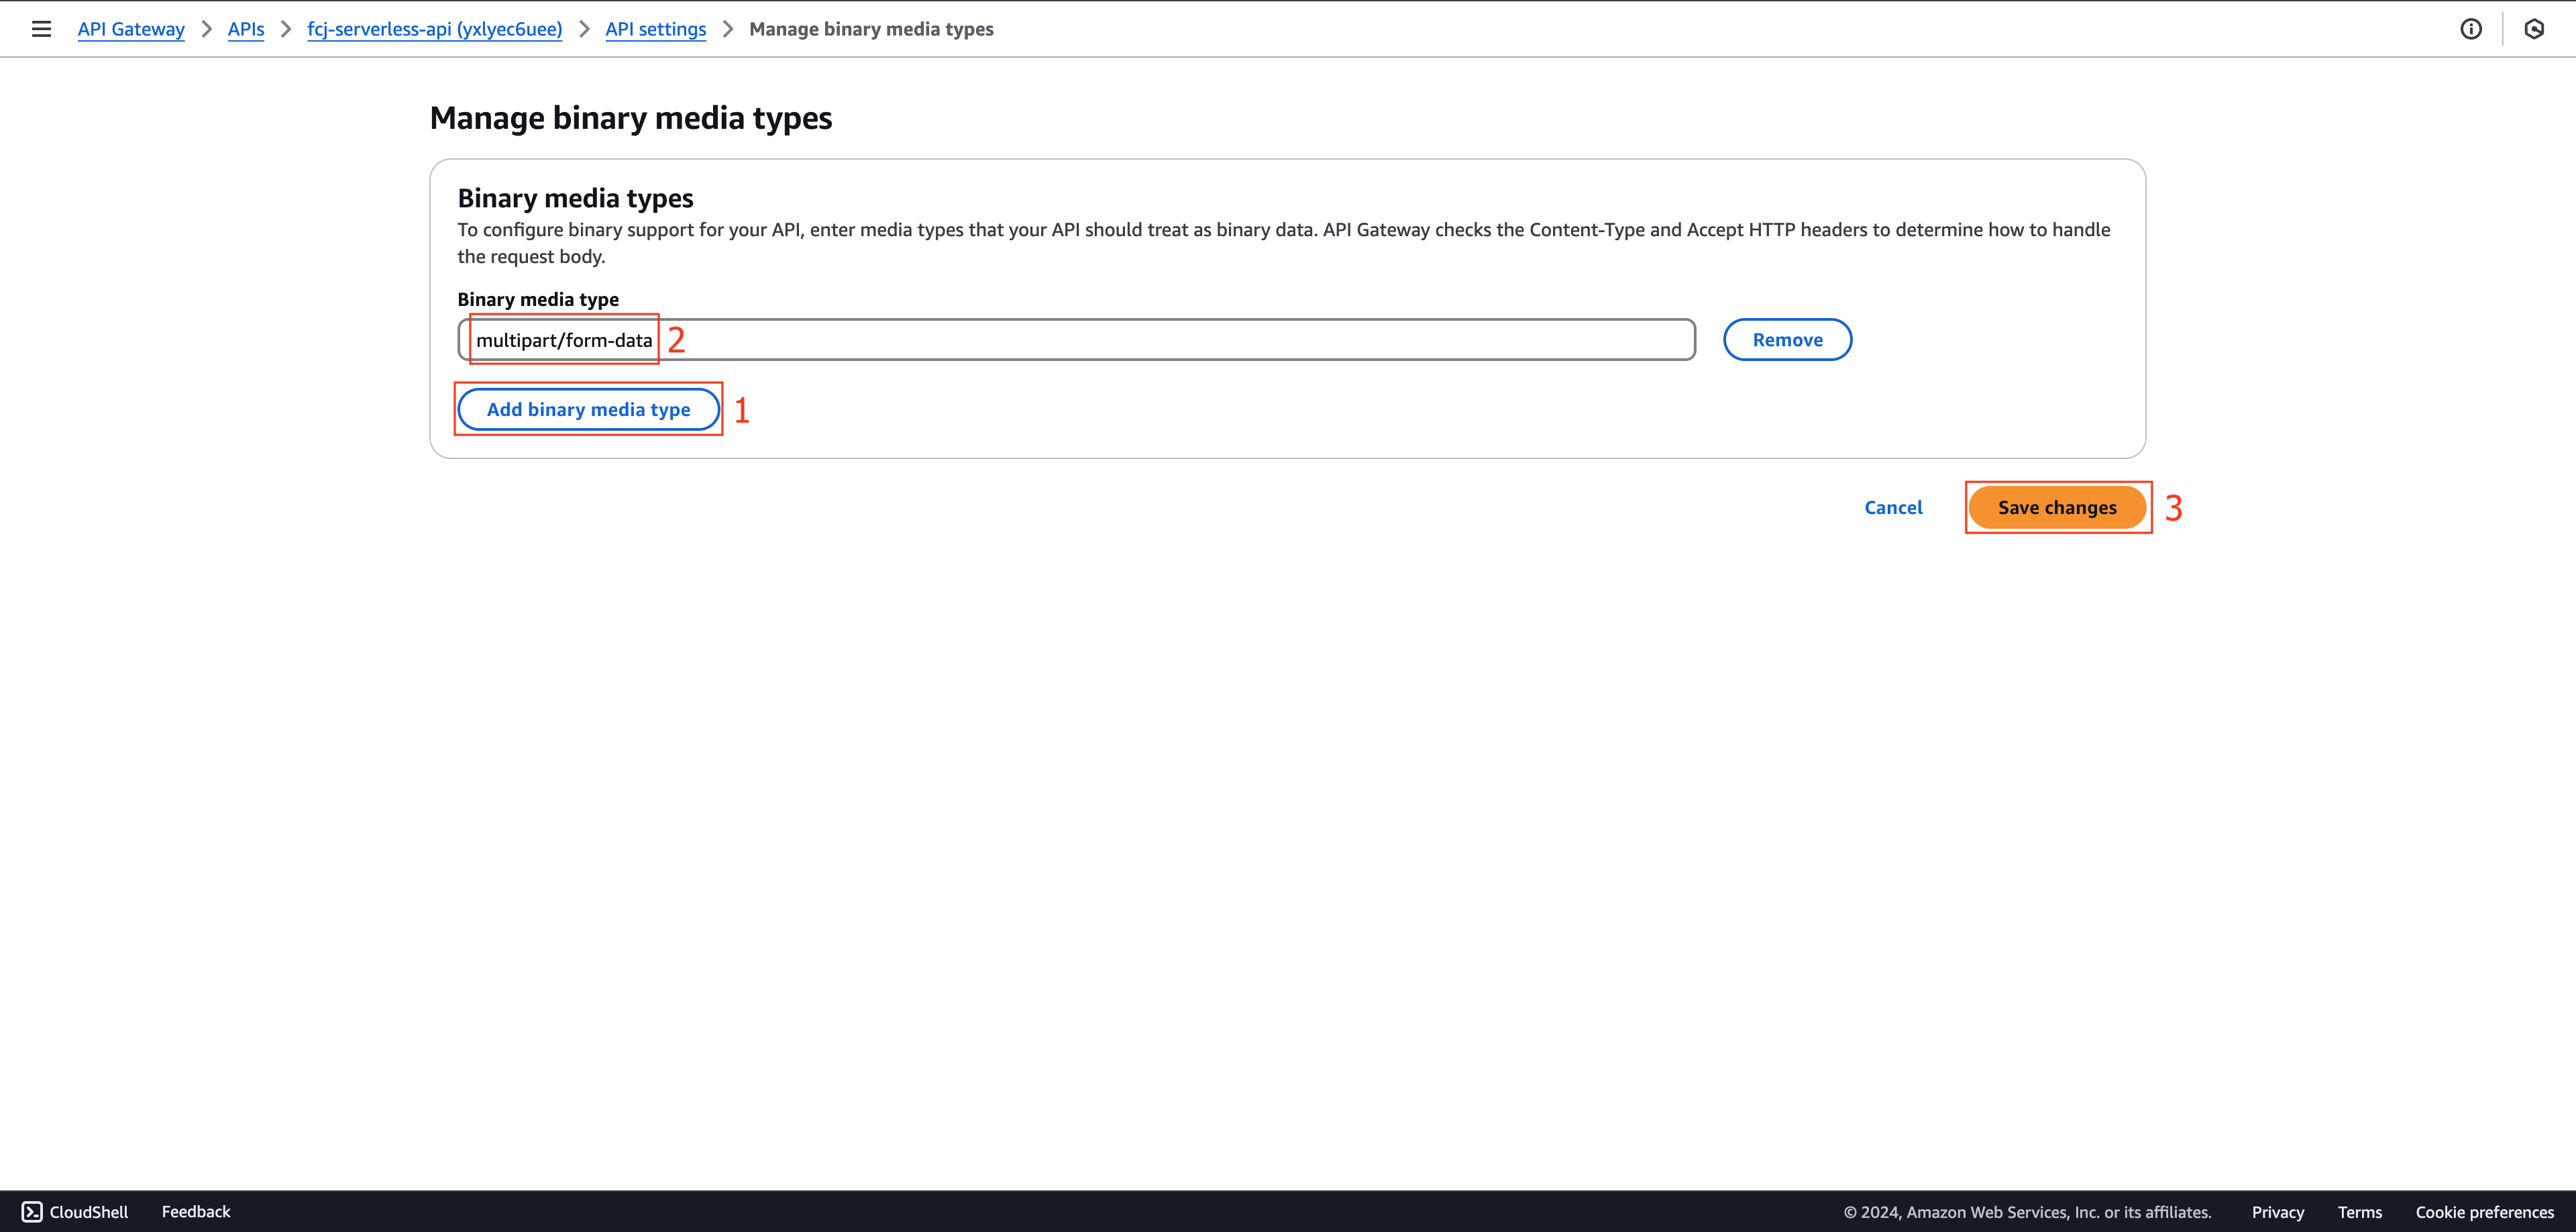 API Gateway > APIs > fcj-serverless-api (yxlyec6uee) > API settings > Manage binary media types
Manage binary media types
Binary media types
To configure binary support for your API, enter media types that your API should treat as binary data. API Gateway checks the Content-Type and Accept HTTP headers to determine how to handle
the request body.
Binary media type
multipart/form-data 2 Remove
Add binary media type 1
Cancel Save changes 3
CloudShell Feedback © 2024, Amazon Web Services, Inc. or its affiliates. Privacy Terms Cookie preferences